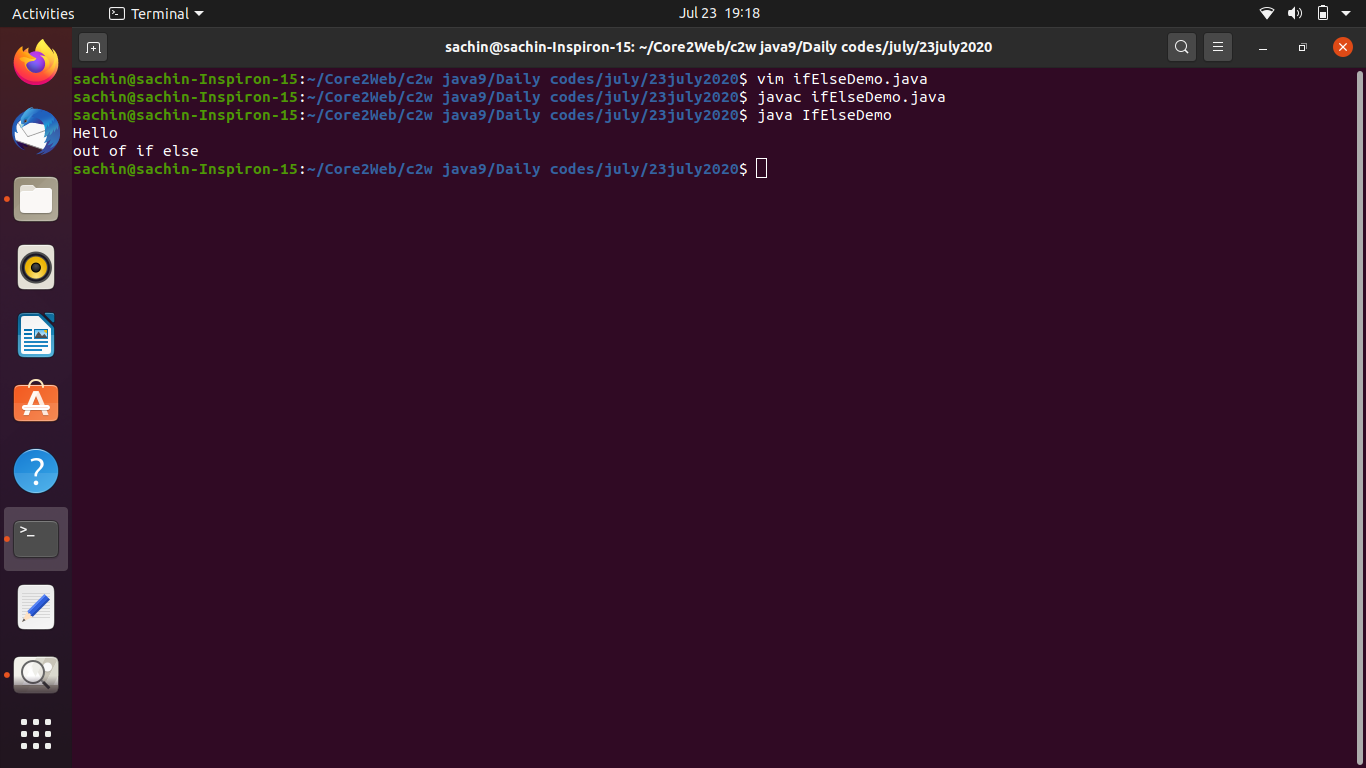 Activities Terminal Jul 23 19:18
sachin@sachin-Inspiron-15: ~/Core2Web/c2w java9/Daily codes/july/23july2020
sachin@sachin-Inspiron-15:~/Core2Web/c2w java9/Daily codes/july/23july2020$ vim ifElseDemo.java
sachin@sachin-Inspiron-15:~/Core2Web/c2w java9/Daily codes/july/23july2020$ javac ifElseDemo.java
sachin@sachin-Inspiron-15:~/Core2Web/c2w java9/Daily codes/july/23july2020$ java IfElseDemo
Hello
out of if else
sachin@sachin-Inspiron-15:~/Core2Web/c2w java9/Daily codes/july/23july2020$